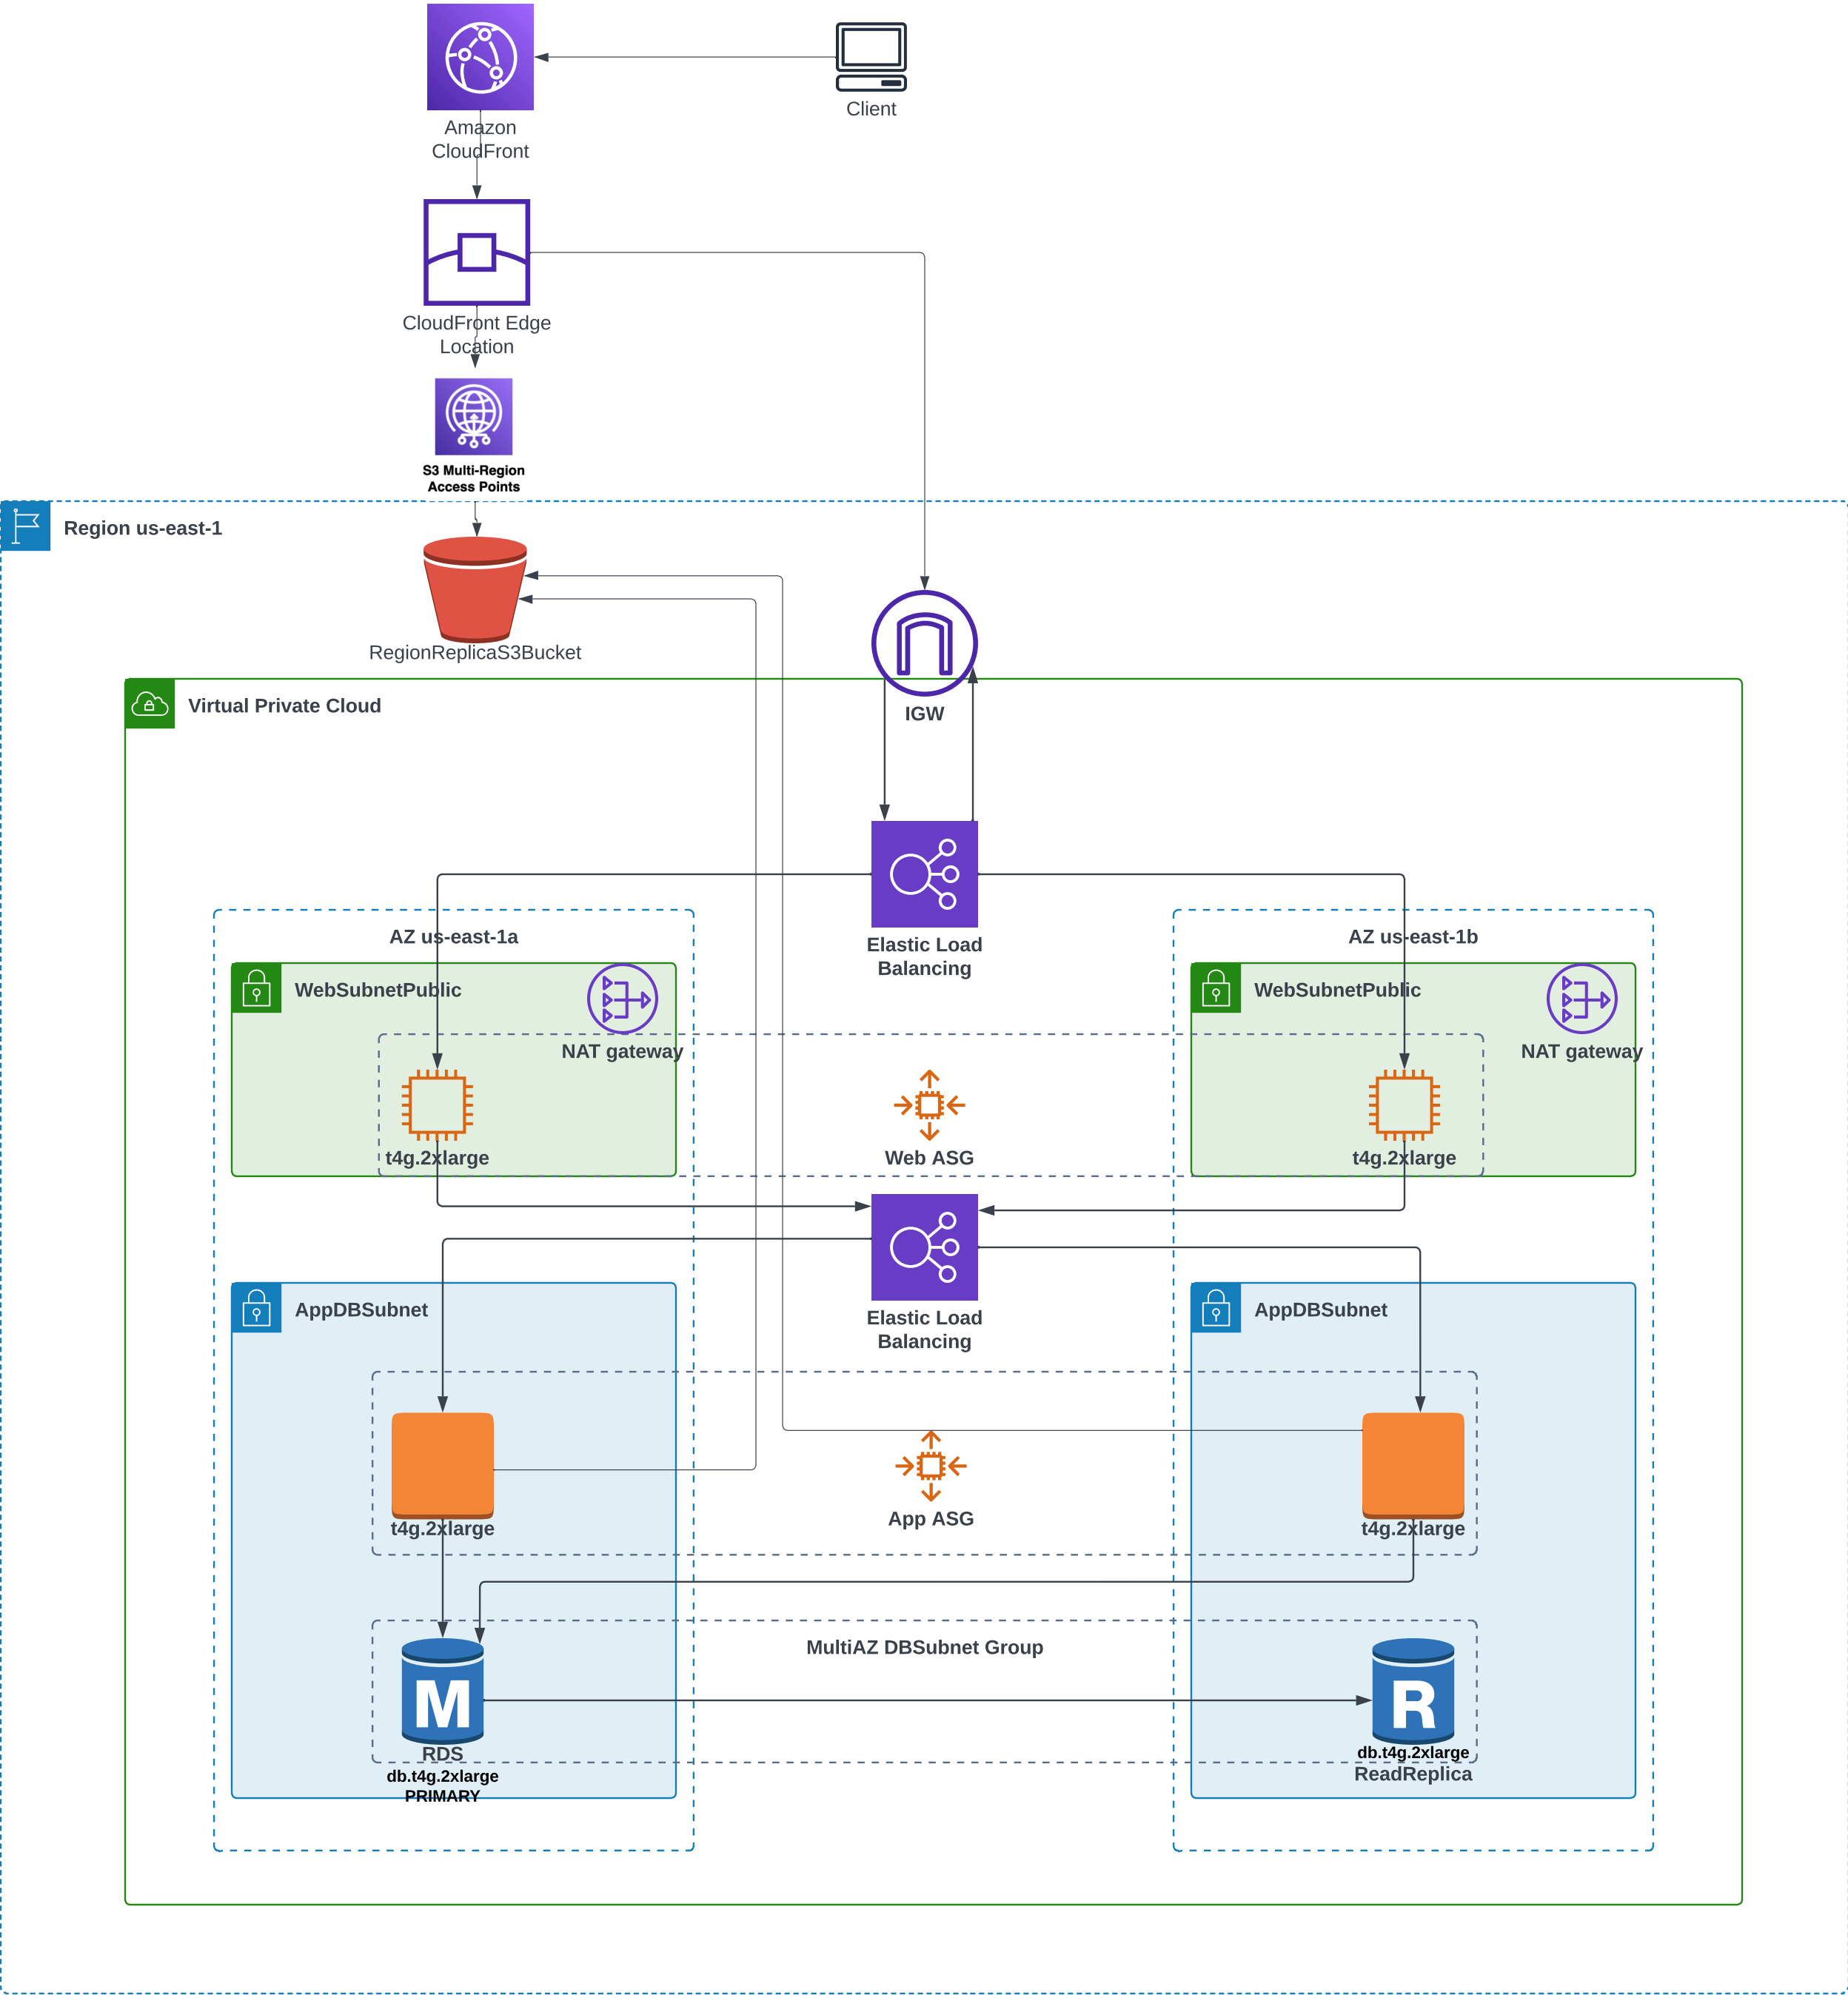 Amazon
CloudFront
Client
CloudFront Edge
Location
S3 Multi-Region
Access Points
Region us-east-1
RegionReplicaS3Bucket
Virtual Private Cloud
IGW
Elastic Load
Balancing
AZ us-east-1a
AZ us-east-1b
WebSubnetPublic
NAT gateway
WebSubnetPublic
NAT gateway
t4g.2xlarge
Web ASG
t4g.2xlarge
Elastic Load
Balancing
AppDBSubnet
AppDBSubnet
t4g.2xlarge
App ASG
t4g.2xlarge
MultiAZ DBSubnet Group
M
R
RDS
db.t4g.2xlarge
PRIMARY
db.t4g.2xlarge
ReadReplica